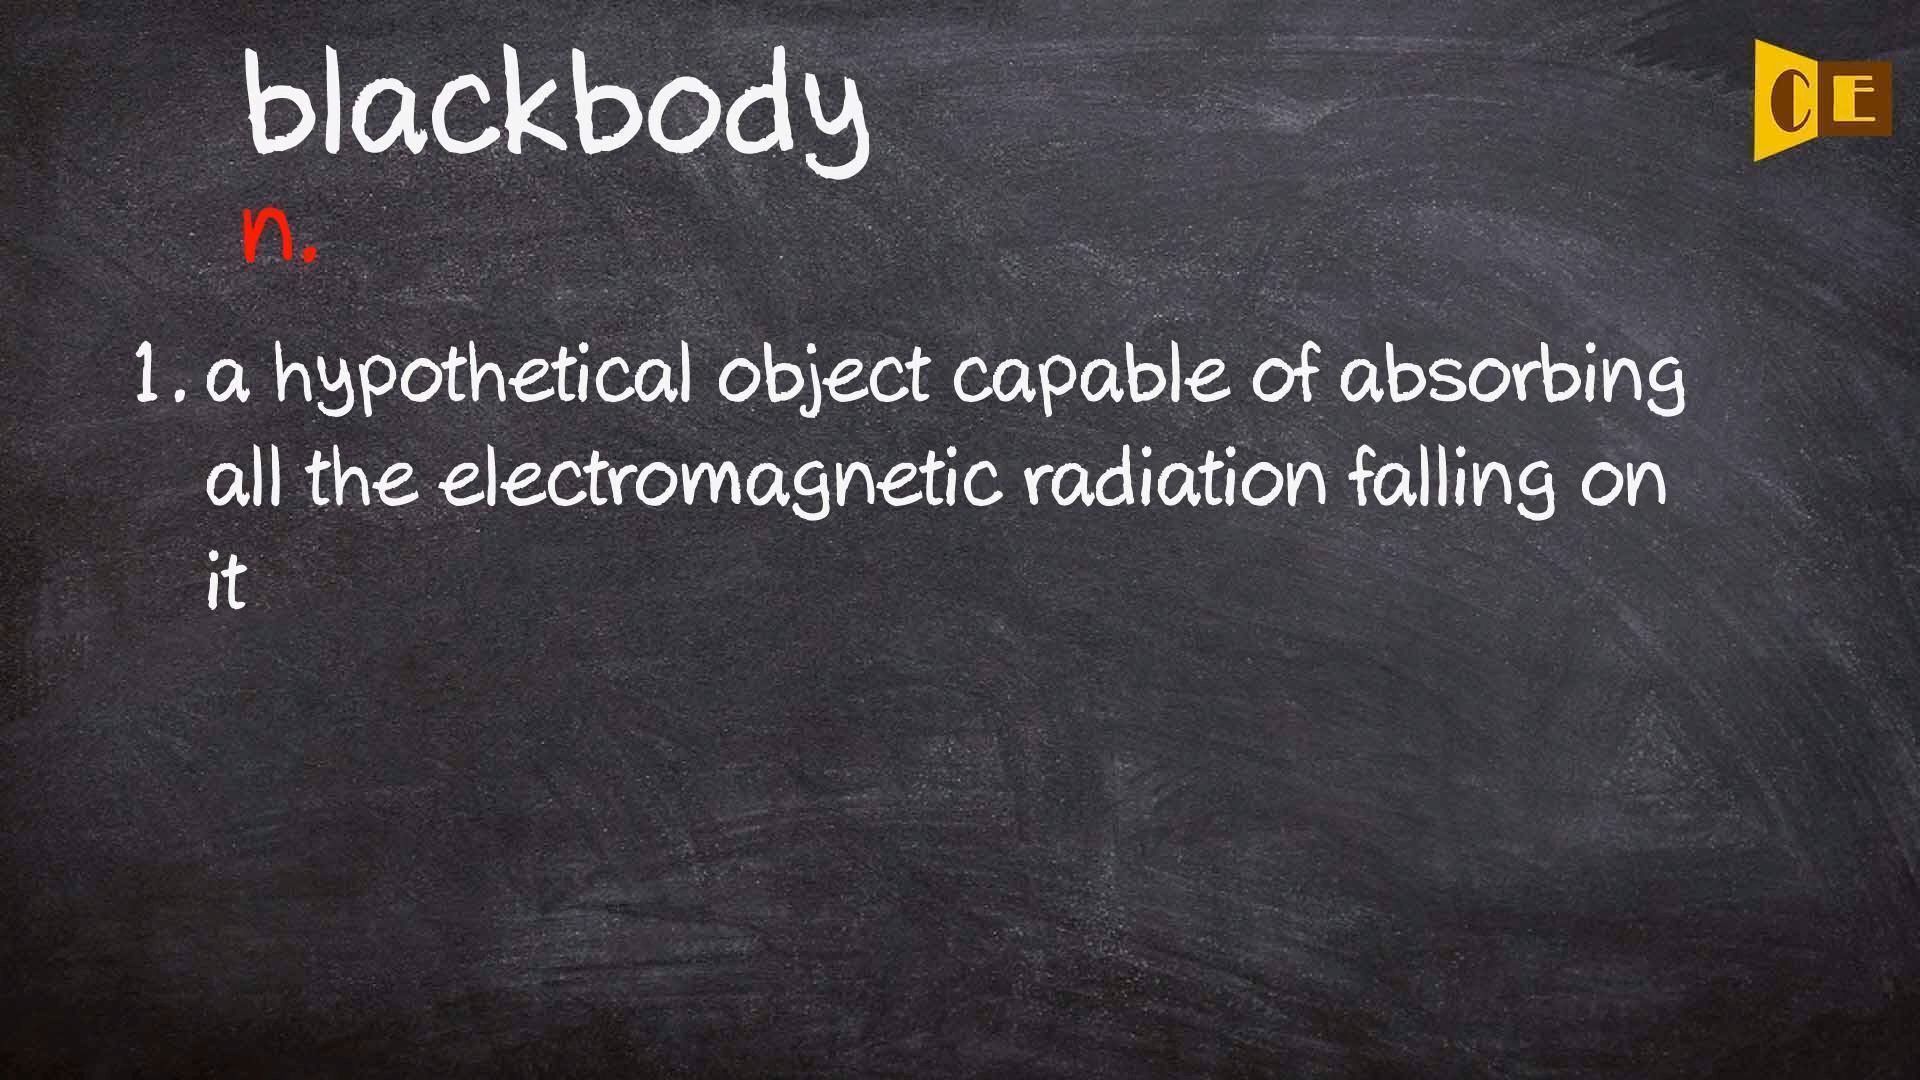 blackbody
CE
n.
1. a hypothetical object capable of absorbing
all the electromagnetic radiation falling on
it